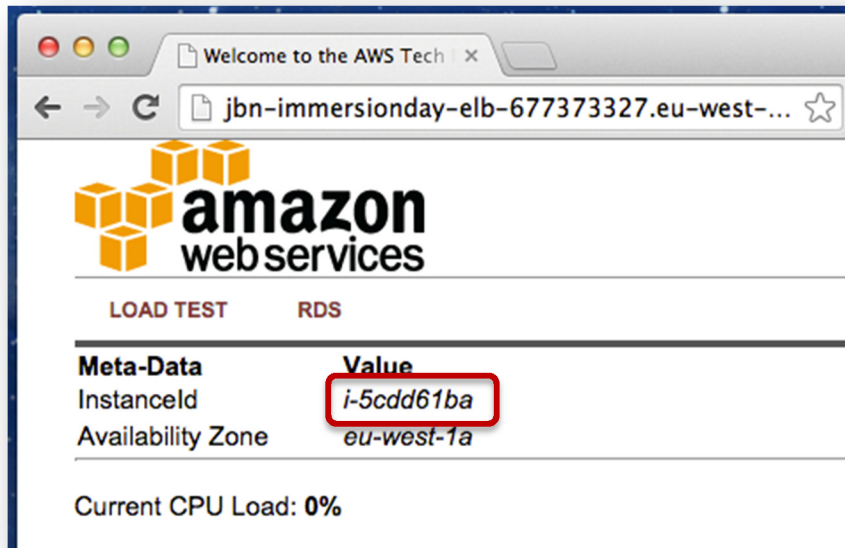 Welcome to the AWS Tech
jbn-immersionday-elb-677373327.eu-west-...
amazon
web services
LOAD TEST RDS
Meta-Data Value
InstanceId i-5cdd61ba
Availability Zone eu-west-1a
Current CPU Load: 0%